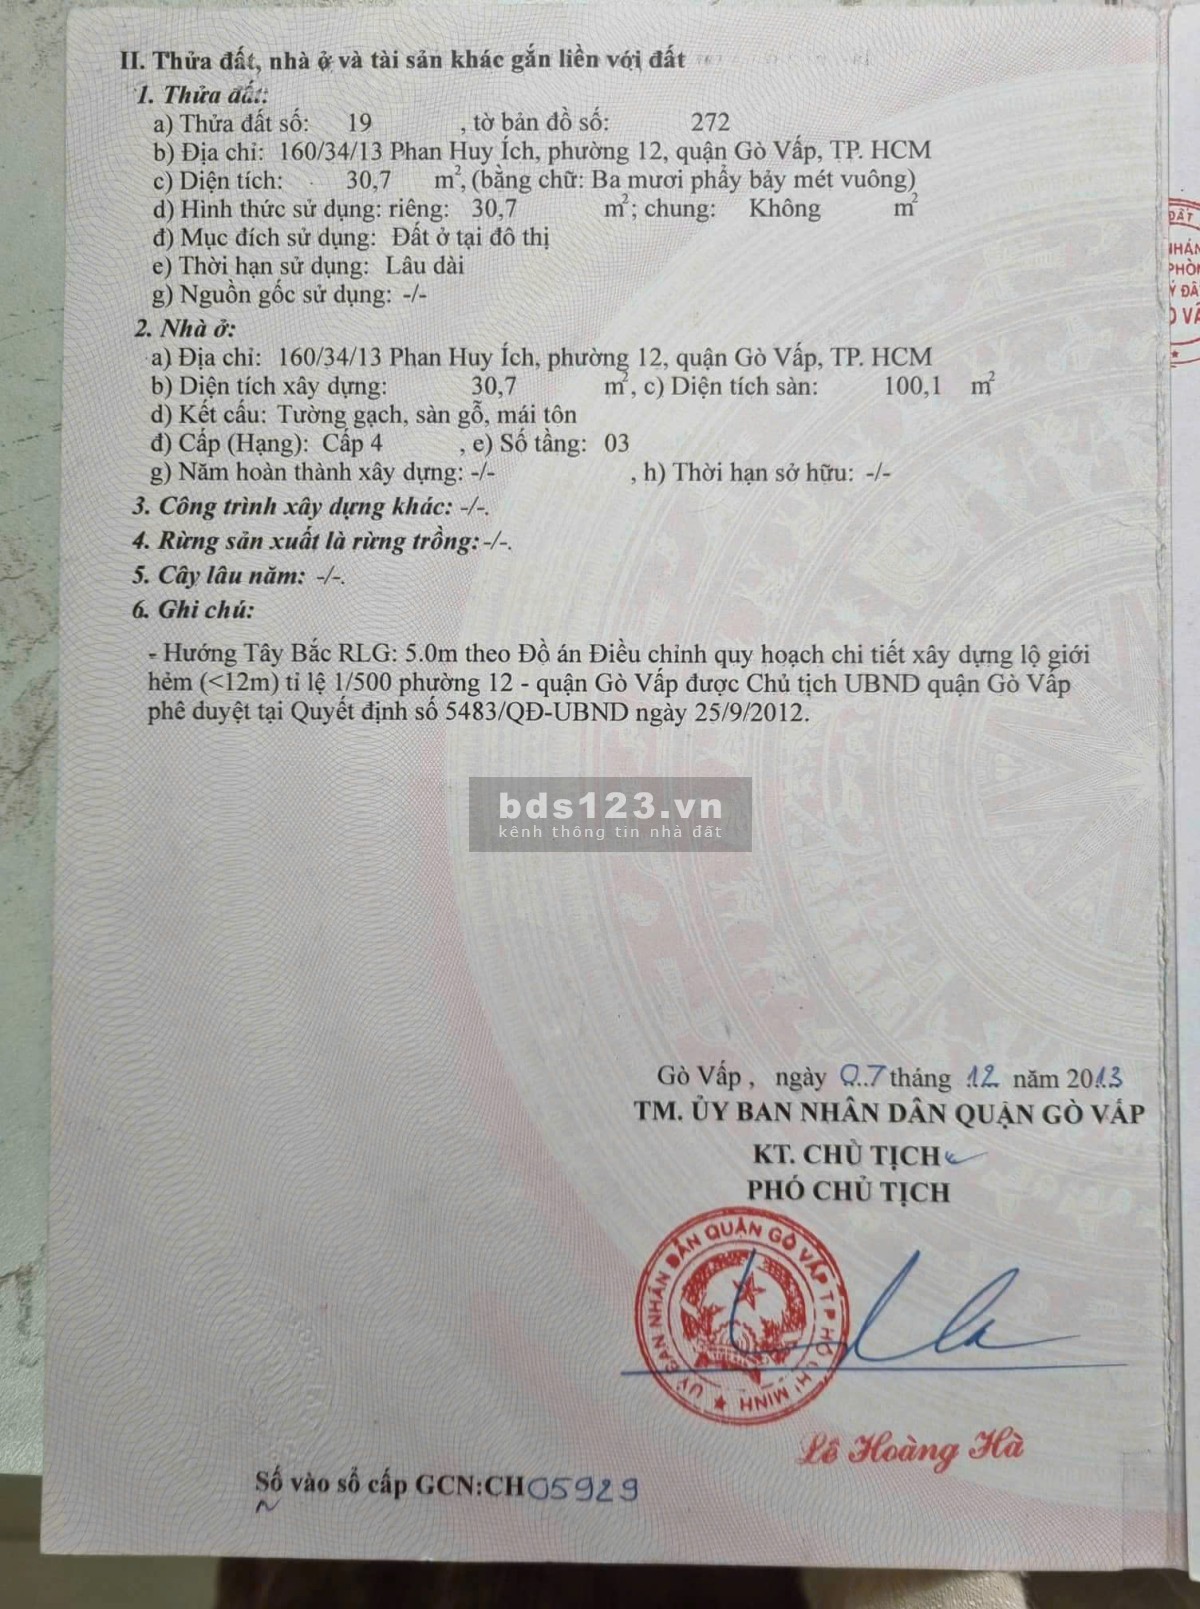 II. Thửa đất, nhà ở và tài sản khác gắn liền với đất
1. Thửa đất:
a) Thửa đất số: 19 , tờ bản đồ số: 272
b) Địa chỉ: 160/34/13 Phan Huy Ích, phường 12, quận Gò Vấp, TP. HCM
c) Diện tích: 30,7 m², (bằng chữ: Ba mươi phẩy bảy mét vuông)
d) Hình thức sử dụng: riêng: 30,7 m²; chung: Không m²
đ) Mục đích sử dụng: Đất ở tại đô thị
e) Thời hạn sử dụng: Lâu dài
g) Nguồn gốc sử dụng: -/-
2. Nhà ở:
a) Địa chỉ: 160/34/13 Phan Huy Ích, phường 12, quận Gò Vấp, TP. HCM
b) Diện tích xây dựng: 30,7 m², c) Diện tích sàn: 100,1 m²
d) Kết cấu: Tường gạch, sàn gỗ, mái tôn
đ) Cấp (Hạng): Cấp 4 , e) Số tầng: 03
g) Năm hoàn thành xây dựng: -/- , h) Thời hạn sở hữu: -/-
3. Công trình xây dựng khác: -/-.
4. Rừng sản xuất là rừng trồng: -/-.
5. Cây lâu năm: -/-.
6. Ghi chú:
- Hướng Tây Bắc RLG: 5.0m theo Đồ án Điều chỉnh quy hoạch chi tiết xây dựng lộ giới
hẻm (<12m) tỉ lệ 1/500 phường 12 - quận Gò Vấp được Chủ tịch UBND quận Gò Vấp
phê duyệt tại Quyết định số 5483/QĐ-UBND ngày 25/9/2012.
bds123.vn
kênh thông tin nhà đất
Gò Vấp , ngày 07 tháng 12 năm 2013
TM. ỦY BAN NHÂN DÂN QUẬN GÒ VẤP
KT. CHỦ TỊCH
PHÓ CHỦ TỊCH
ỦY BAN NHÂN DÂN QUẬN GÒ VẤP T.P HỒ CHÍ MINH
Lê Hoàng Hà
Số vào sổ cấp GCN:CH05929